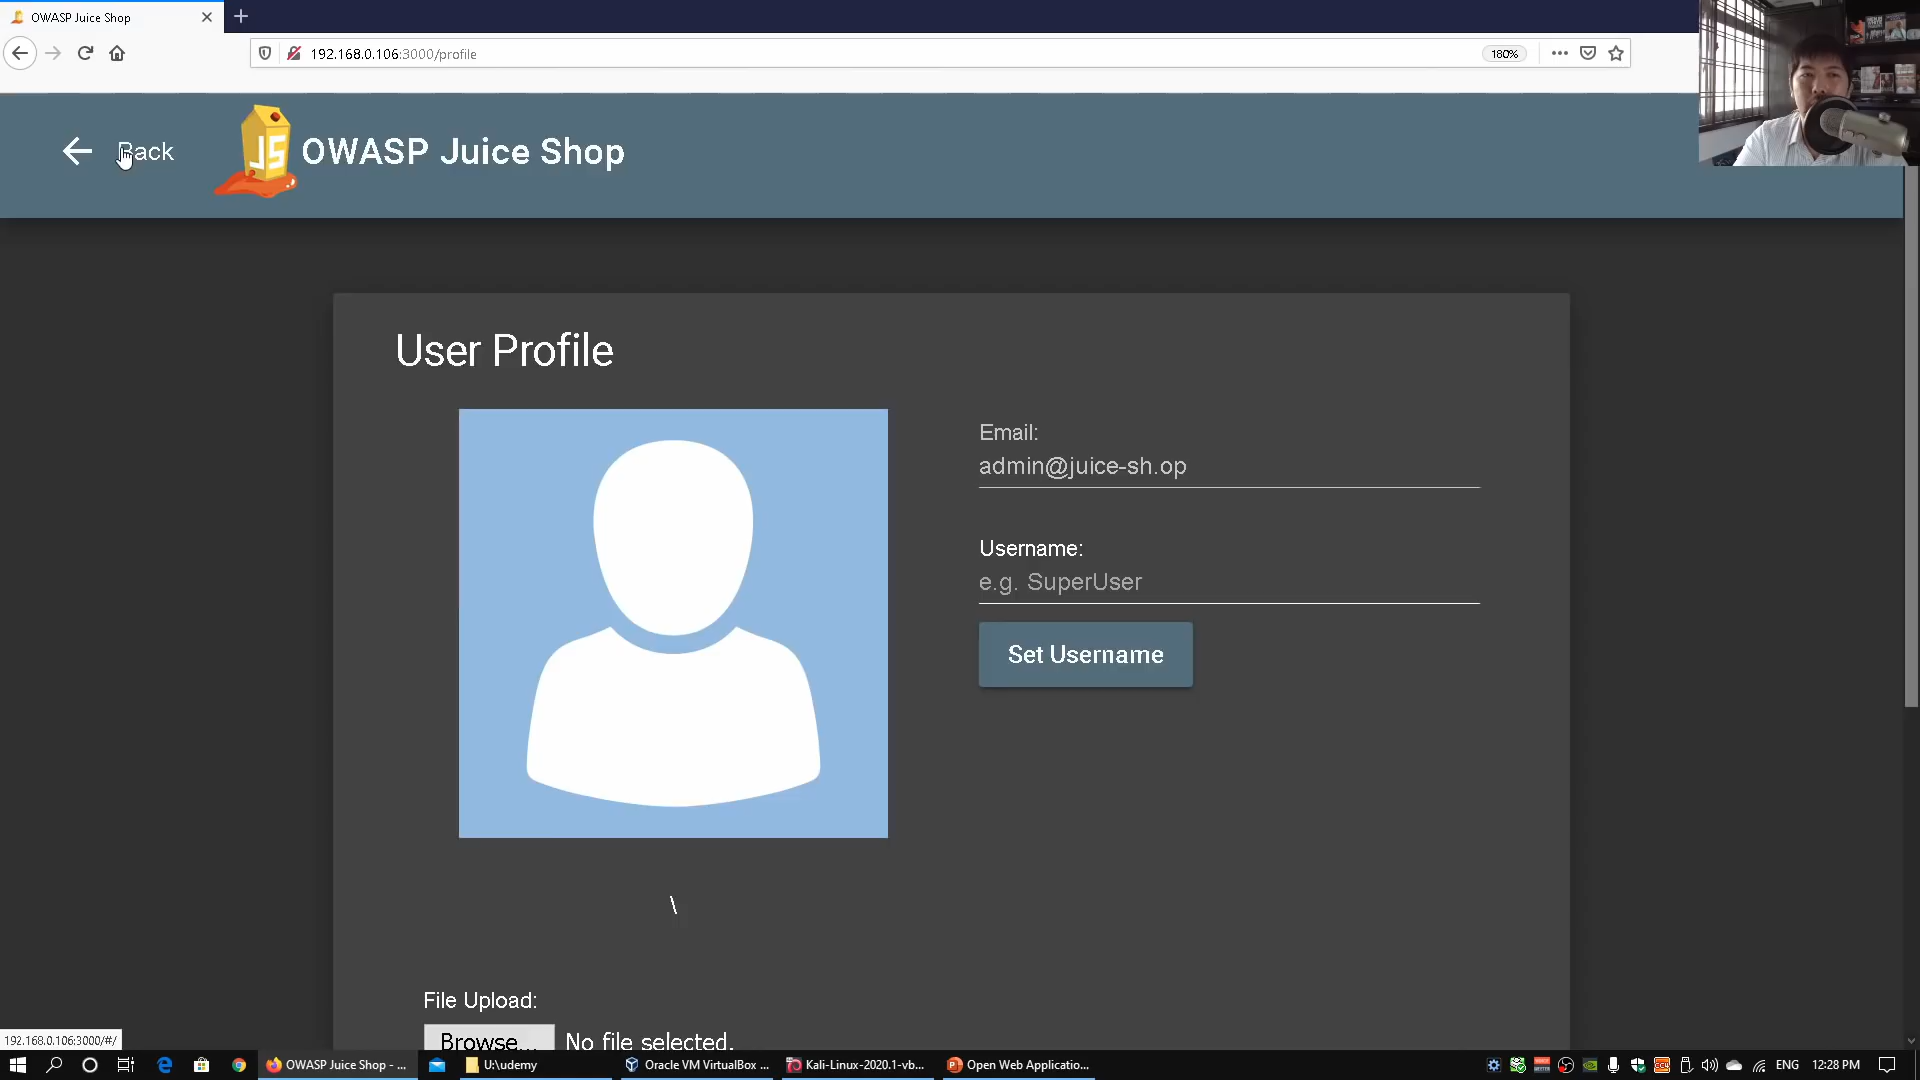 OWASP Juice Shop
192.168.0.106:3000/profile
180%
Back
JS
OWASP Juice Shop
User Profile
Email:
admin@juice-sh.op
Username:
e.g. SuperUser
Set Username
\
File Upload:
Browse... No file selected.
192.168.0.106:3000/#/
OWASP Juice Shop - ...
U:\udemy
Oracle VM VirtualBox ...
Kali-Linux-2020.1-vb...
Open Web Applicatio...
ENG
12:28 PM